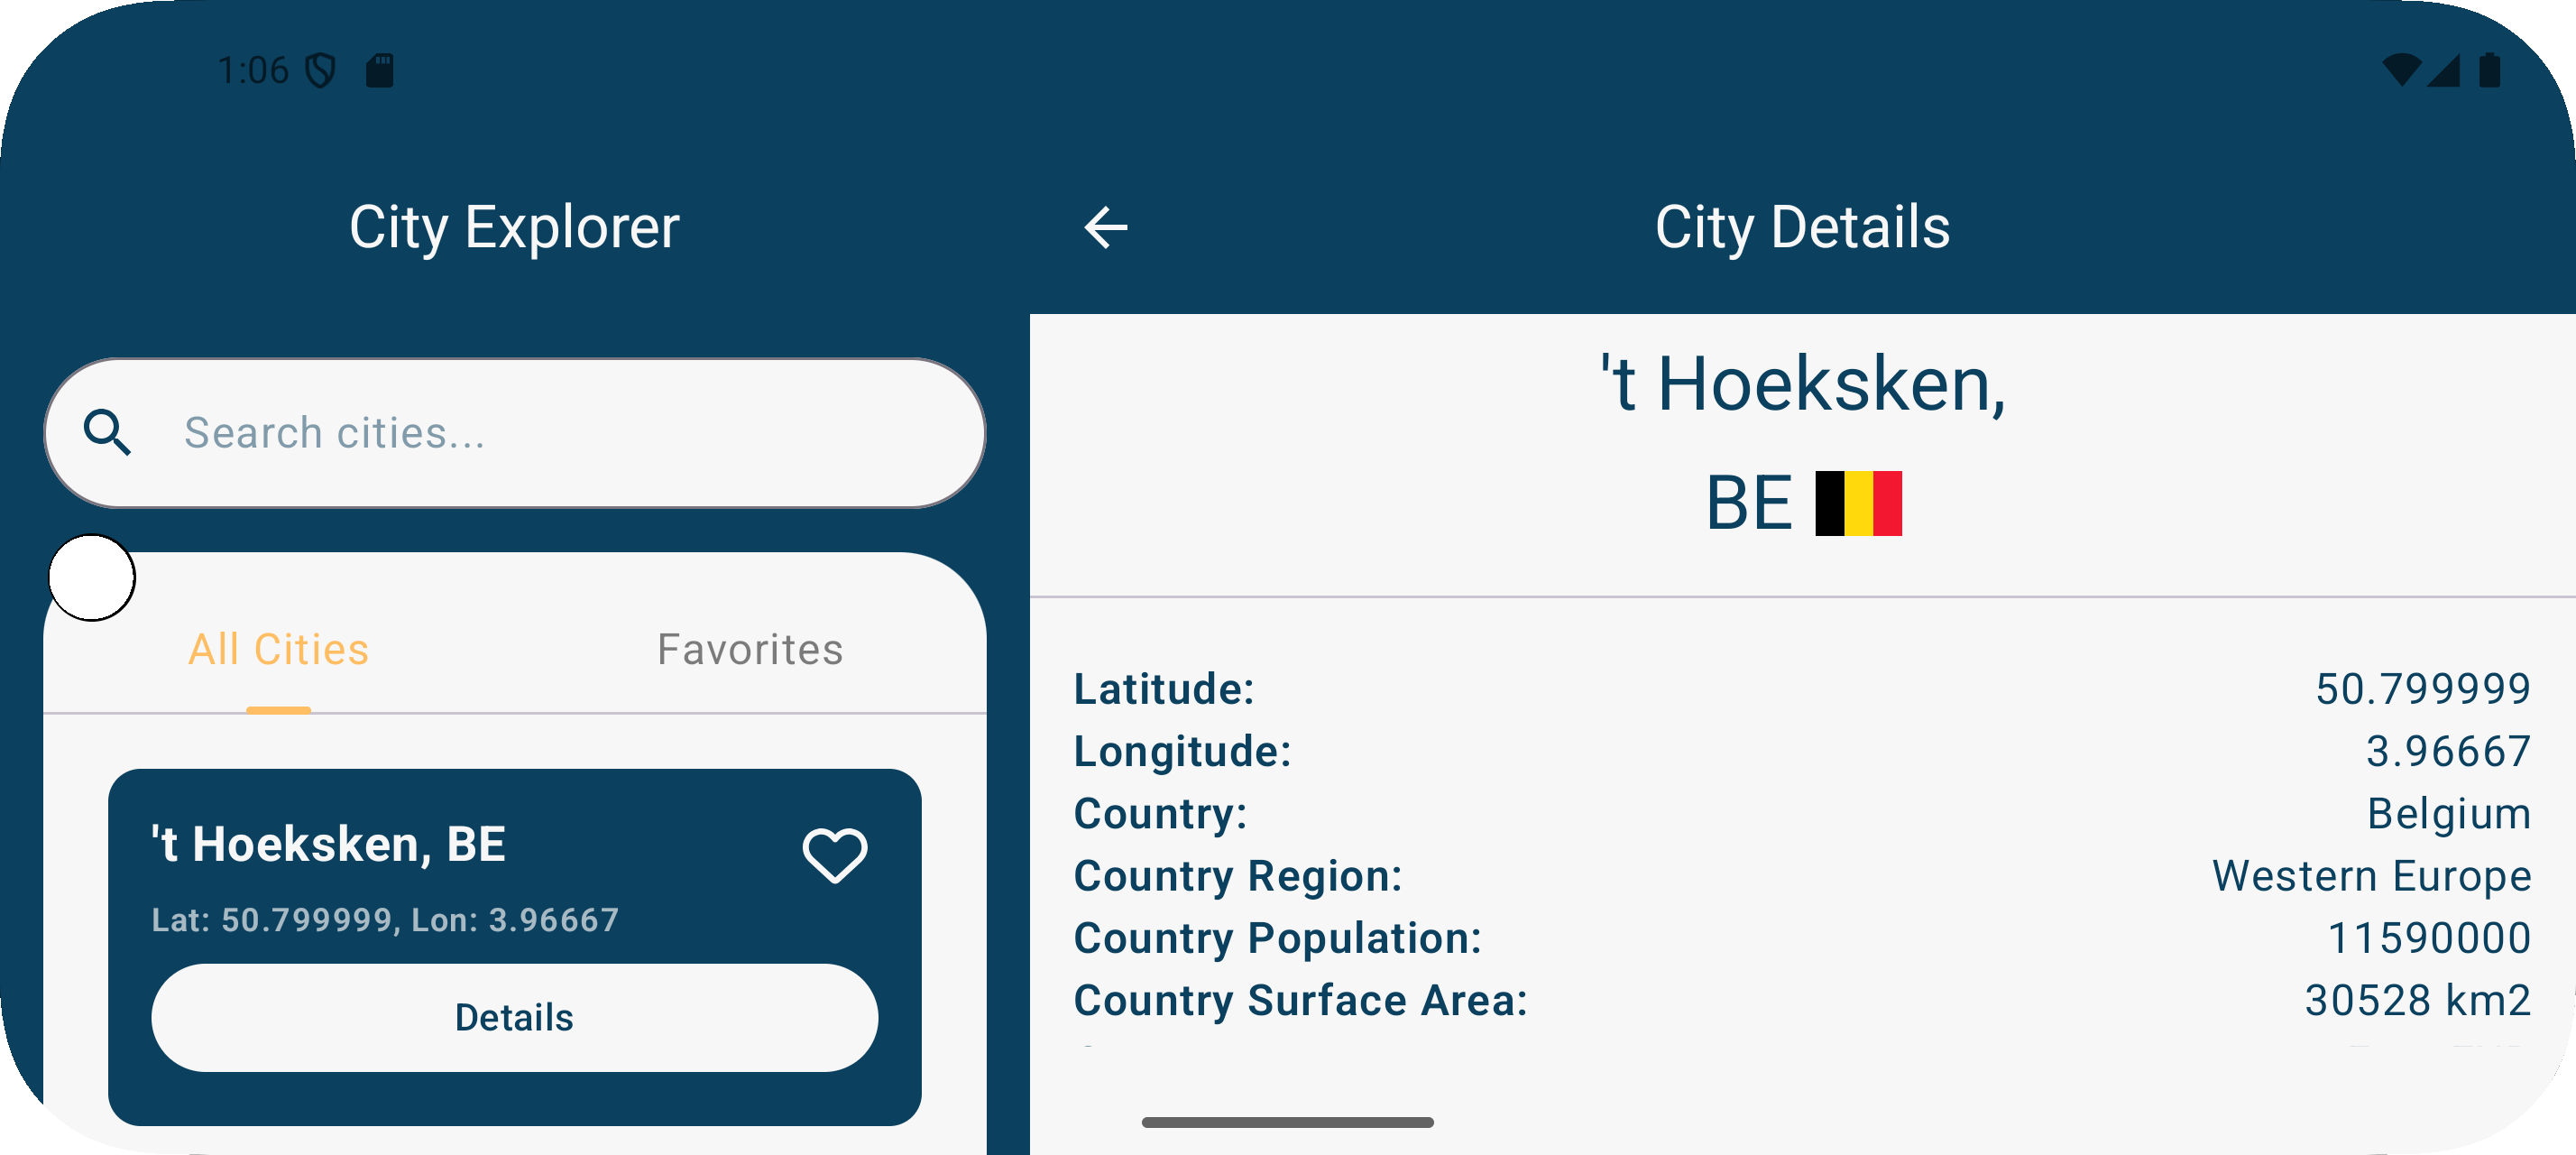 1:06
City Explorer
Search cities...
All Cities
Favorites
't Hoeksken, BE
Lat: 50.799999, Lon: 3.96667
Details
City Details
't Hoeksken,
BE
Latitude: 50.799999
Longitude: 3.96667
Country: Belgium
Country Region: Western Europe
Country Population: 11590000
Country Surface Area: 30528 km2